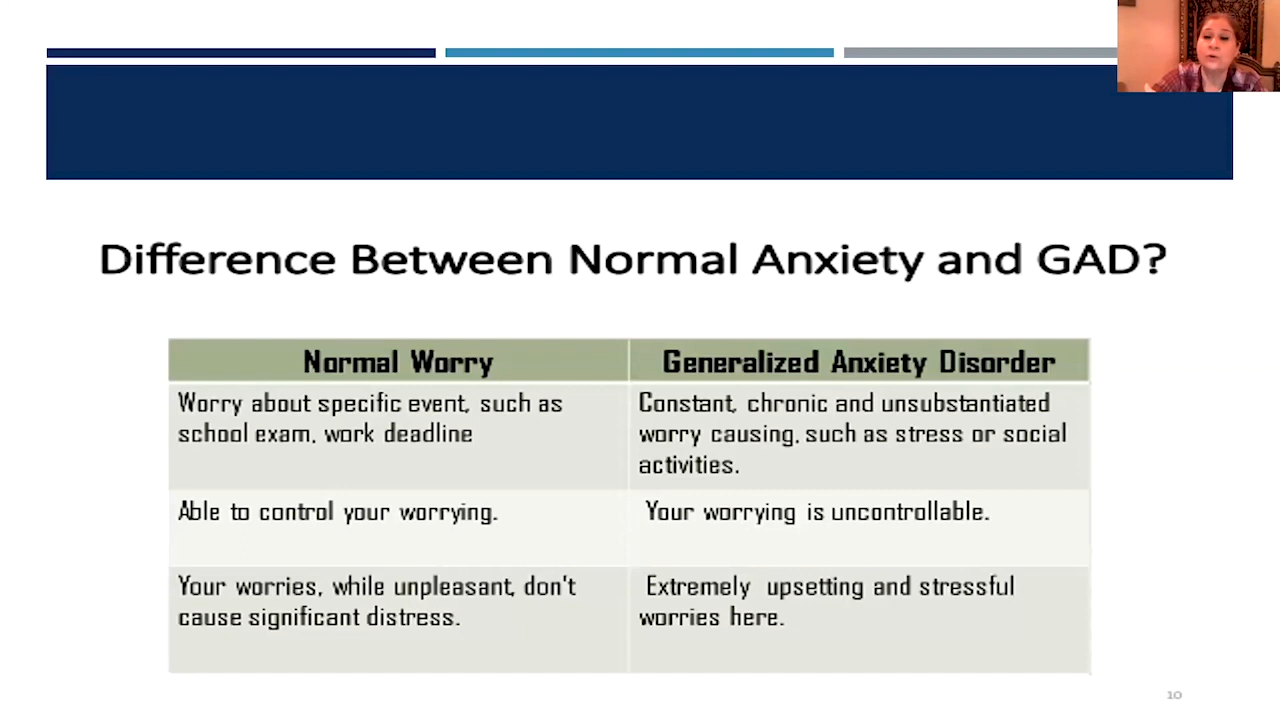 Difference Between Normal Anxiety and GAD?
Normal Worry
Generalized Anxiety Disorder
Worry about specific event, such as
school exam, work deadline
Constant, chronic and unsubstantiated
worry causing, such as stress or social
activities.
Able to control your worrying.
Your worrying is uncontrollable.
Your worries, while unpleasant, don't
cause significant distress.
Extremely upsetting and stressful
worries here.
10